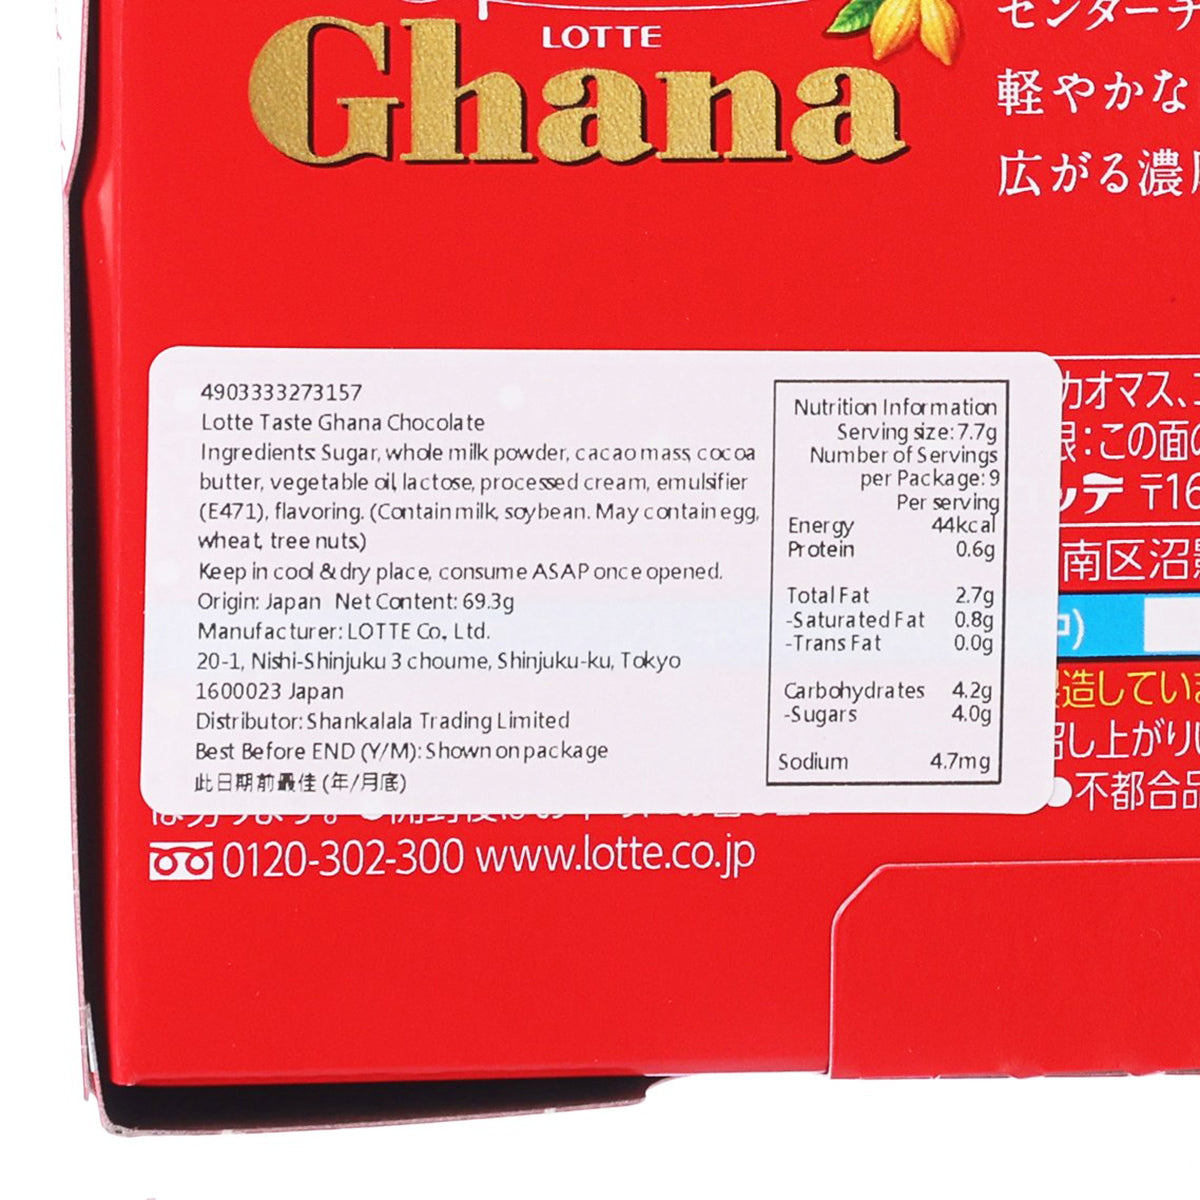 LOTTE
Ghana
センターチ
軽やかな
広がる濃
4903333273157
Lotte Taste Ghana Chocolate
Ingredients: Sugar, whole milk powder, cacao mass, cocoa
butter, vegetable oil, lactose, processed cream, emulsifier
(E471), flavoring. (Contain milk, soybean. May contain egg,
wheat, tree nuts.)
Keep in cool & dry place, consume ASAP once opened.
Origin: Japan Net Content: 69.3g
Manufacturer: LOTTE Co., Ltd.
20-1, Nishi-Shinjuku 3 choume, Shinjuku-ku, Tokyo
1600023 Japan
Distributor: Shankalala Trading Limited
Best Before END (Y/M): Shown on package
此日期前最佳 (年/月底)
Nutrition Information
Serving size: 7.7g
Number of Servings
per Package: 9
Per serving
Energy 44kcal
Protein 0.6g
Total Fat 2.7g
-Saturated Fat 0.8g
-Trans Fat 0.0g
Carbohydrates 4.2g
-Sugars 4.0g
Sodium 4.7mg
カオマス、
:この面の
ッテ 〒16
南区沼影
造していま
召し上がり
●不都合品
0120-302-300 www.lotte.co.jp